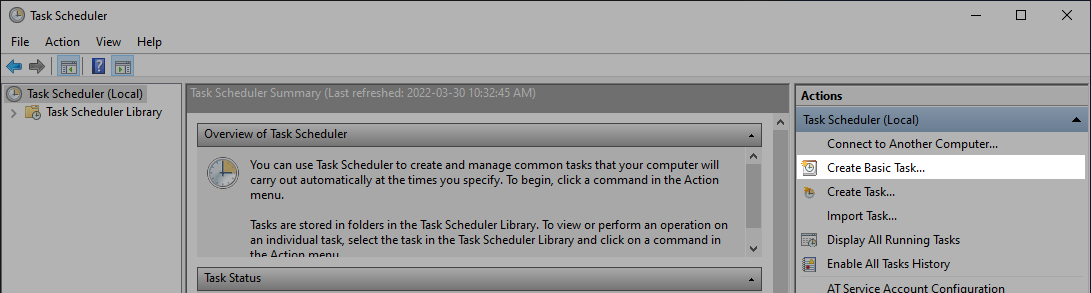 Task Scheduler
File Action View Help
Task Scheduler (Local)
Task Scheduler Library
Task Scheduler Summary (Last refreshed: 2022-03-30 10:32:45 AM)
Overview of Task Scheduler
You can use Task Scheduler to create and manage common tasks that your computer will
carry out automatically at the times you specify. To begin, click a command in the Action
menu.
Tasks are stored in folders in the Task Scheduler Library. To view or perform an operation
on an individual task, select the task in the Task Scheduler Library and click on a command in
the Action menu.
Task Status
Actions
Task Scheduler (Local)
Connect to Another Computer...
Create Basic Task...
Create Task...
Import Task...
Display All Running Tasks
Enable All Tasks History
AT Service Account Configuration